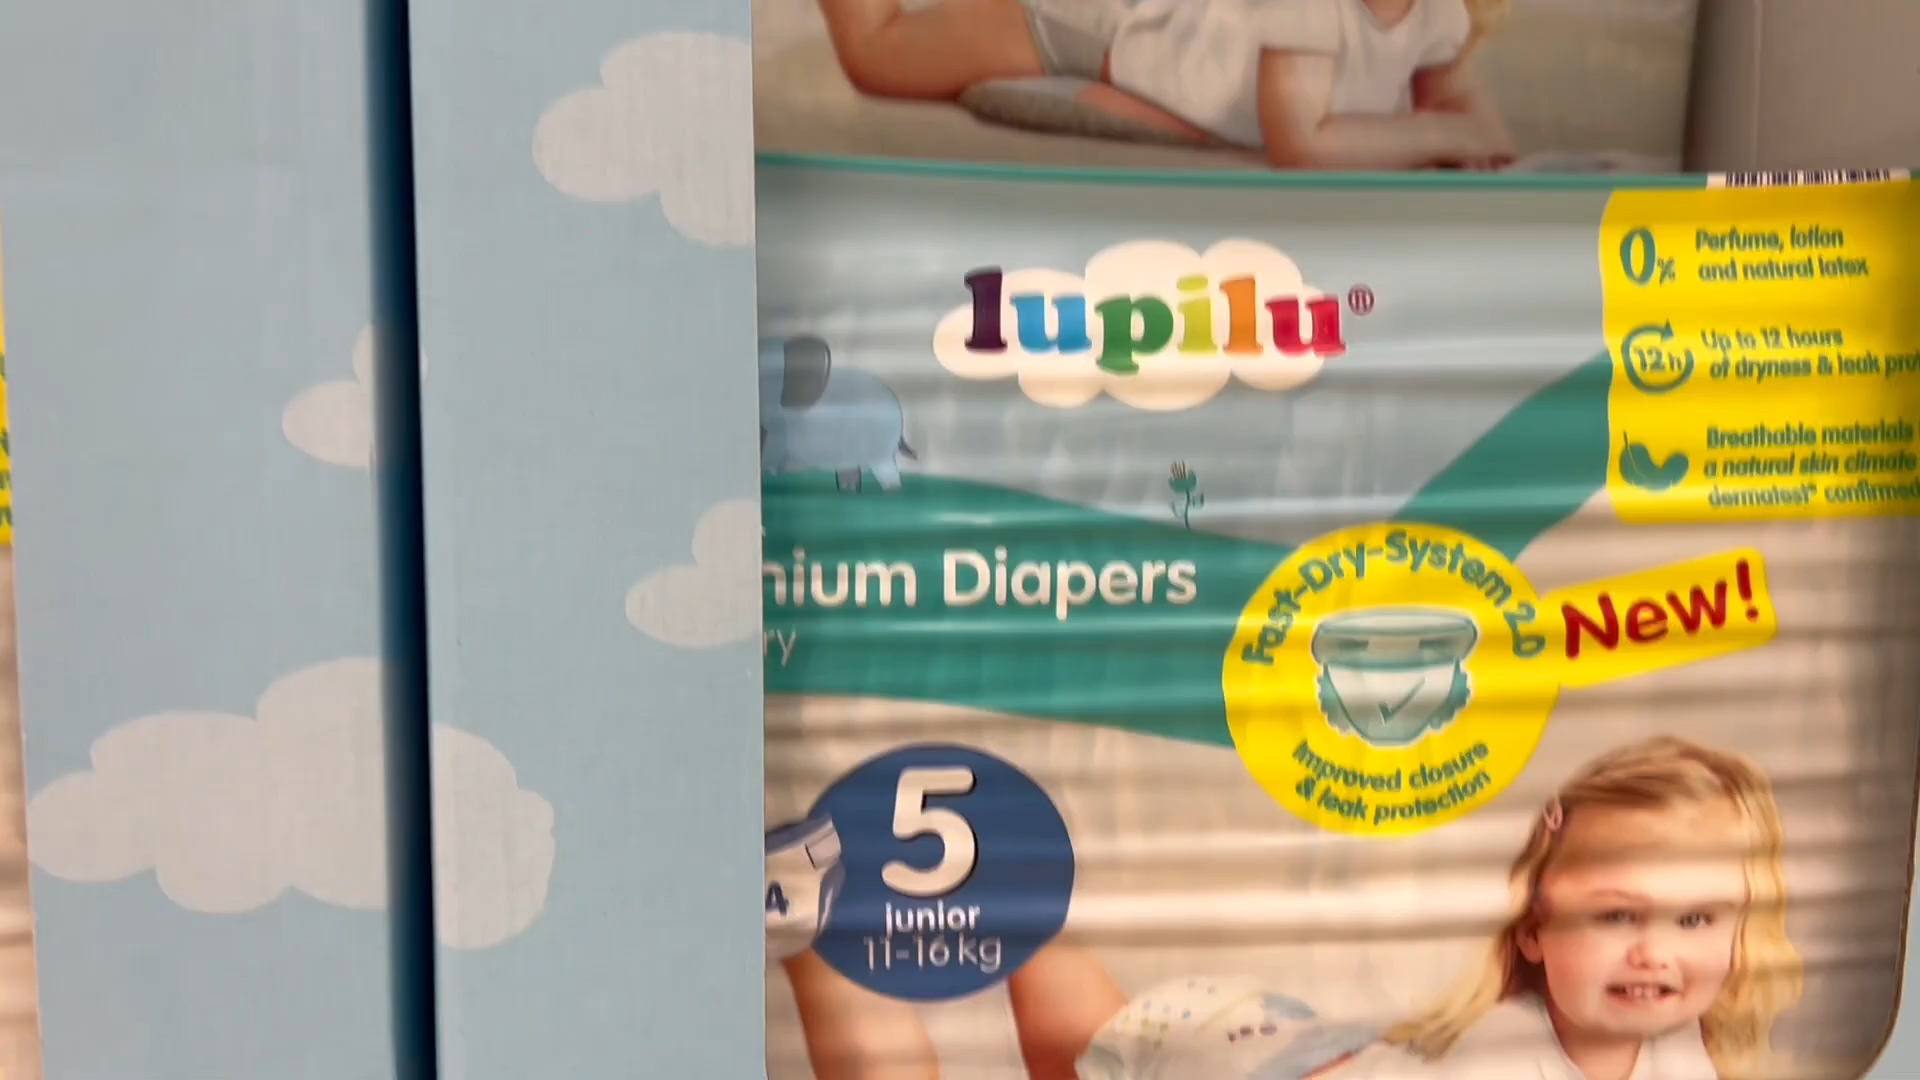 lupilu®
0% Perfume, lotion
and natural latex
12h Up to 12 hours
of dryness & leak
Breathable materials
a natural skin climate
dermatest® confirmed
Diapers
Fast-Dry-System 2.0
New!
Improved closure
& leak protection
5
junior
11-16 kg
4